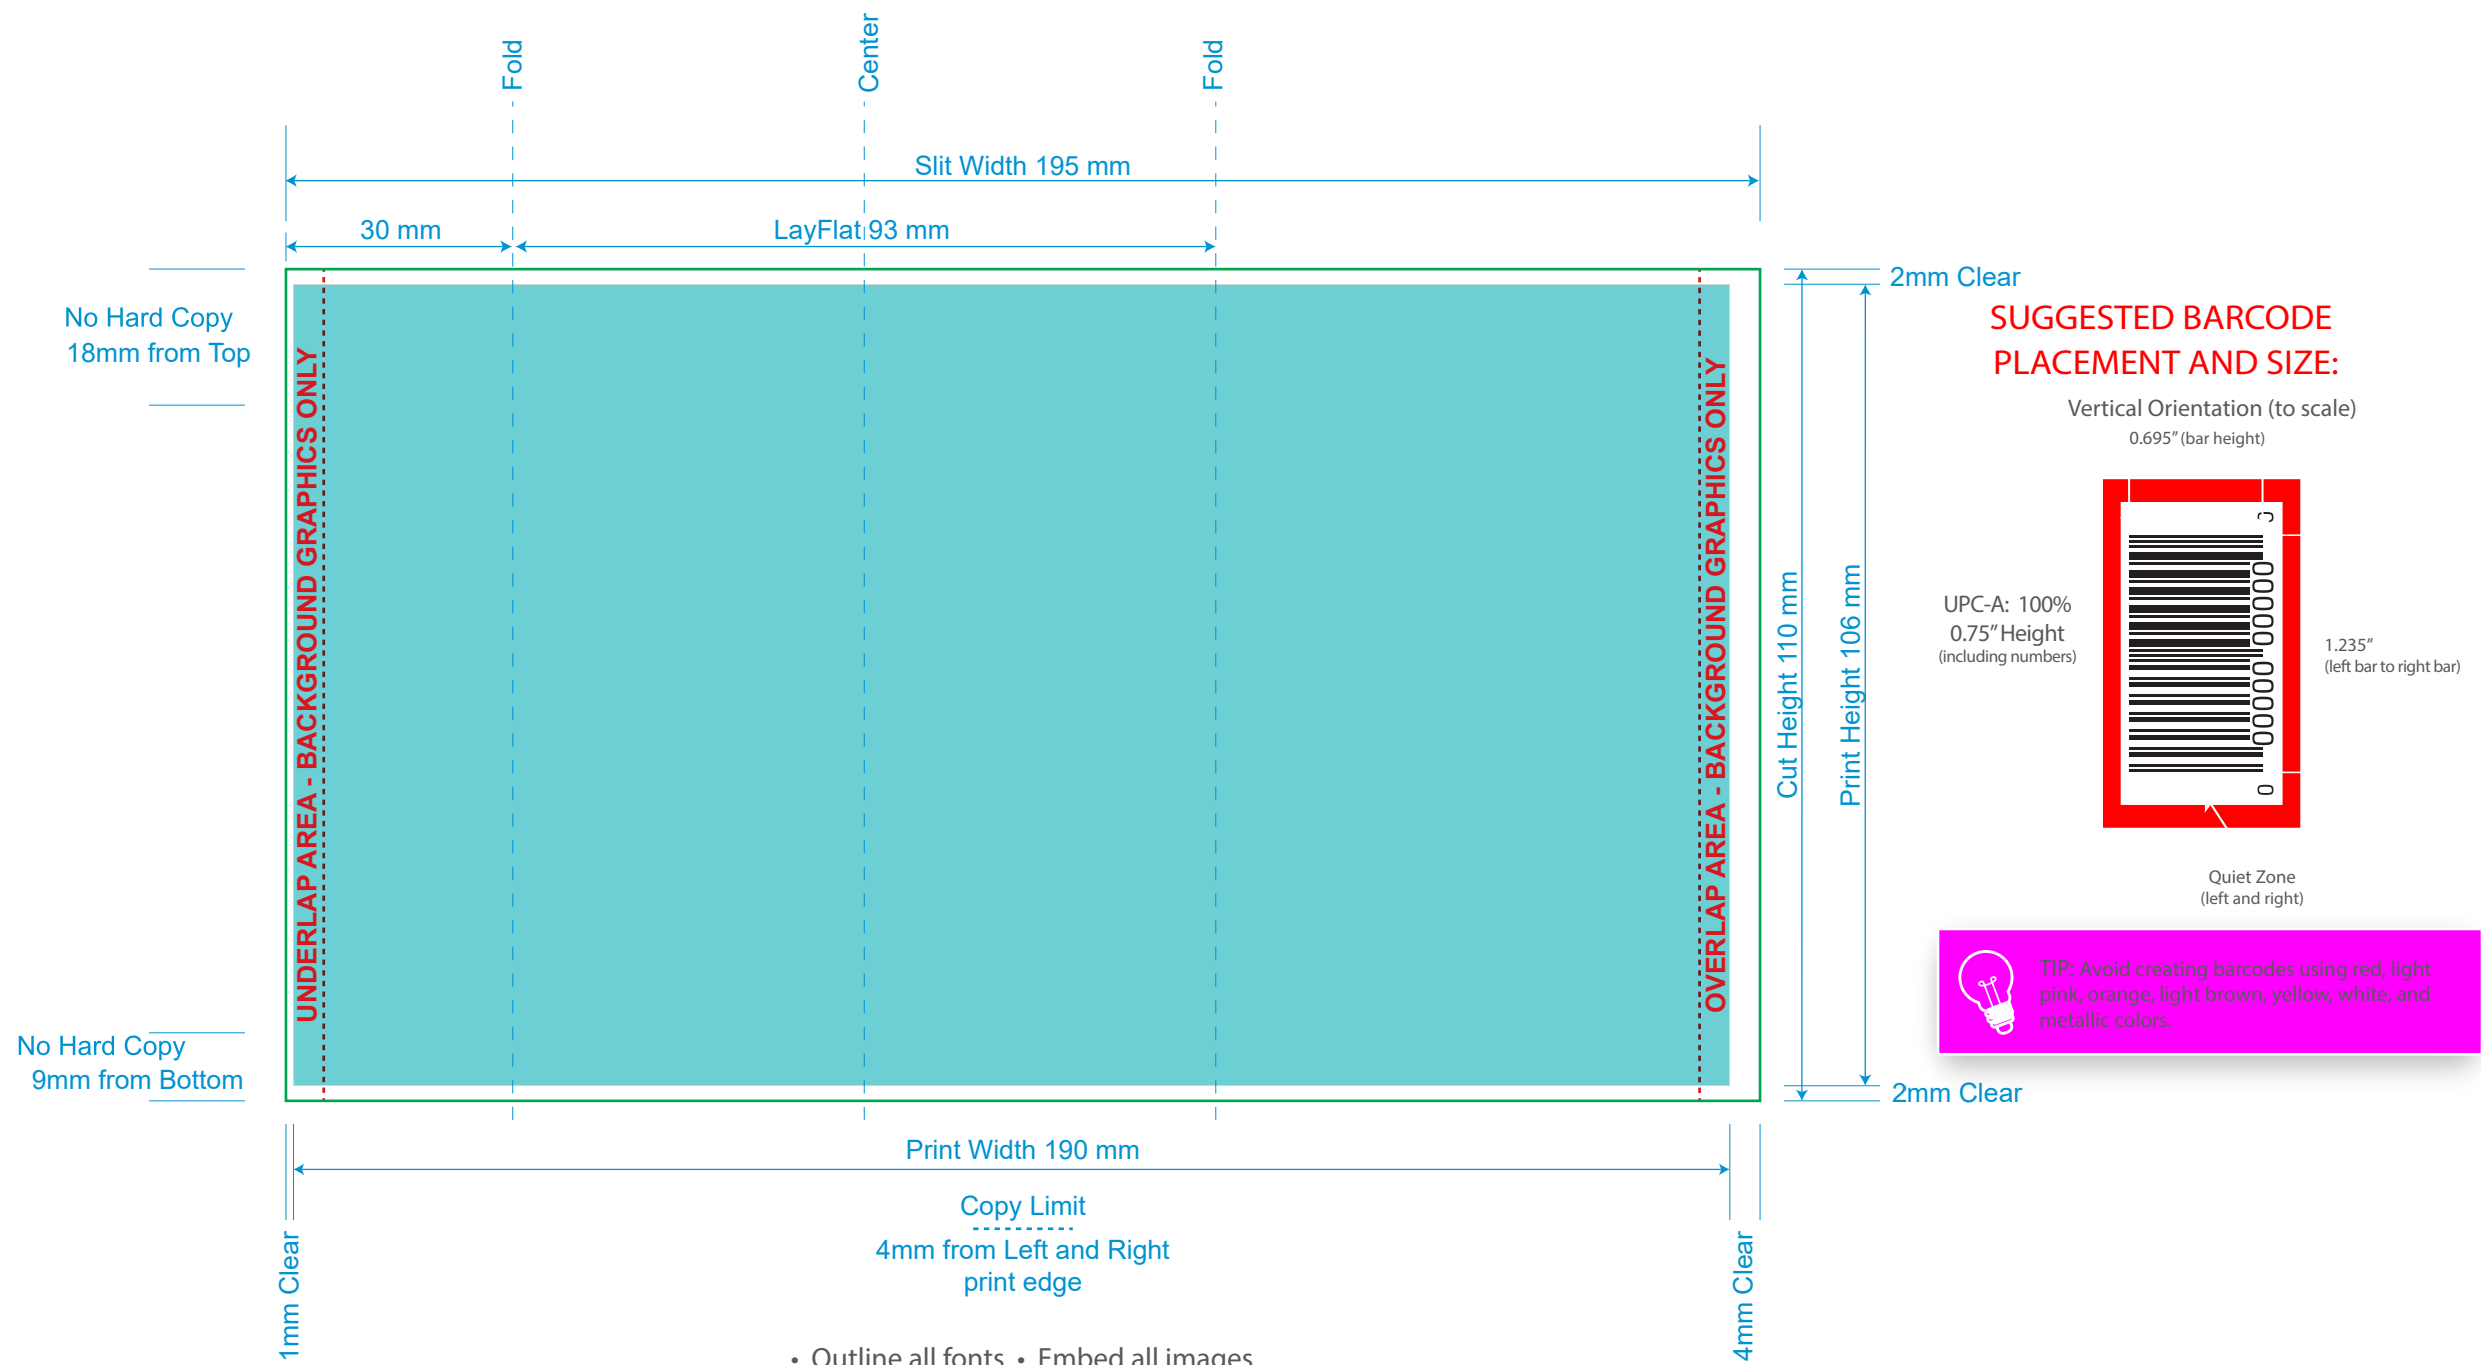 Fold
Center
Fold
Slit Width 195 mm
30 mm
LayFlat 93 mm
No Hard Copy
18mm from Top
2mm Clear
UNDERLAP AREA - BACKGROUND GRAPHICS ONLY
OVERLAP AREA - BACKGROUND GRAPHICS ONLY
Cut Height 110 mm
Print Height 106 mm
SUGGESTED BARCODE
PLACEMENT AND SIZE:
Vertical Orientation (to scale)
0.695” (bar height)
UPC-A: 100%
0.75” Height
(including numbers)
0 00000 00000
1.235”
(left bar to right bar)
Quiet Zone
(left and right)
TIP: Avoid creating barcodes using red, light
pink, orange, light brown, yellow, white, and
metallic colors.
No Hard Copy
9mm from Bottom
2mm Clear
Print Width 190 mm
Copy Limit
4mm from Left and Right
print edge
1mm Clear
4mm Clear
• Outline all fonts • Embed all images